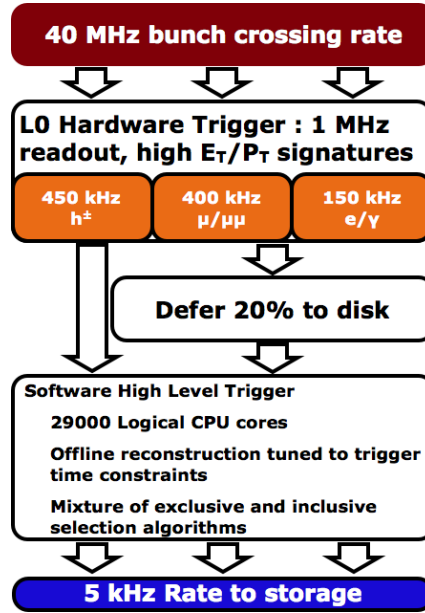 40 MHz bunch crossing rate
L0 Hardware Trigger : 1 MHz
readout, high E_T/P_T signatures
450 kHz
h±
400 kHz
μ/μμ
150 kHz
e/γ
Defer 20% to disk
Software High Level Trigger
29000 Logical CPU cores
Offline reconstruction tuned to trigger
time constraints
Mixture of exclusive and inclusive
selection algorithms
5 kHz Rate to storage